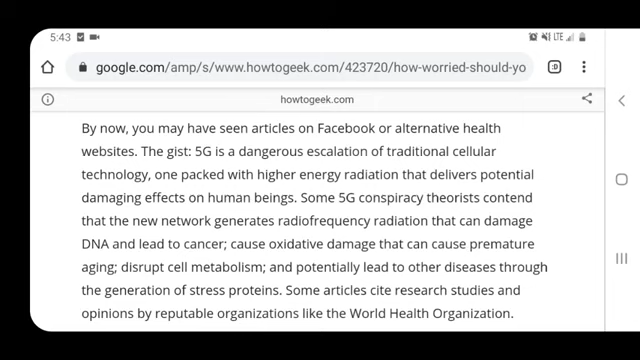 5:43 LTE
google.com/amp/s/www.howtogeek.com/423720/how-worried-should-yo :D
howtogeek.com
By now, you may have seen articles on Facebook or alternative health
websites. The gist: 5G is a dangerous escalation of traditional cellular
technology, one packed with higher energy radiation that delivers potential
damaging effects on human beings. Some 5G conspiracy theorists contend
that the new network generates radiofrequency radiation that can damage
DNA and lead to cancer; cause oxidative damage that can cause premature
aging; disrupt cell metabolism; and potentially lead to other diseases through
the generation of stress proteins. Some articles cite research studies and
opinions by reputable organizations like the World Health Organization.